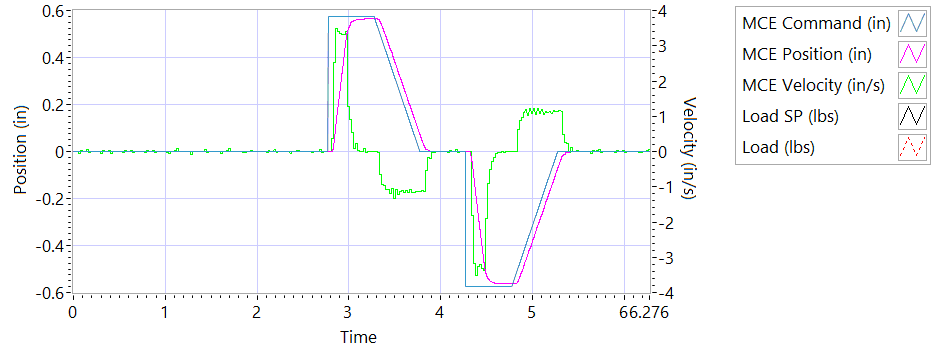 0.6
0.4
0.2
0
-0.2
-0.4
-0.6
Position (in)
4
3
2
1
0
-1
-2
-3
-4
Velocity (in/s)
0 1 2 3 4 5 66.276
Time
MCE Command (in)
MCE Position (in)
MCE Velocity (in/s)
Load SP (lbs)
Load (lbs)